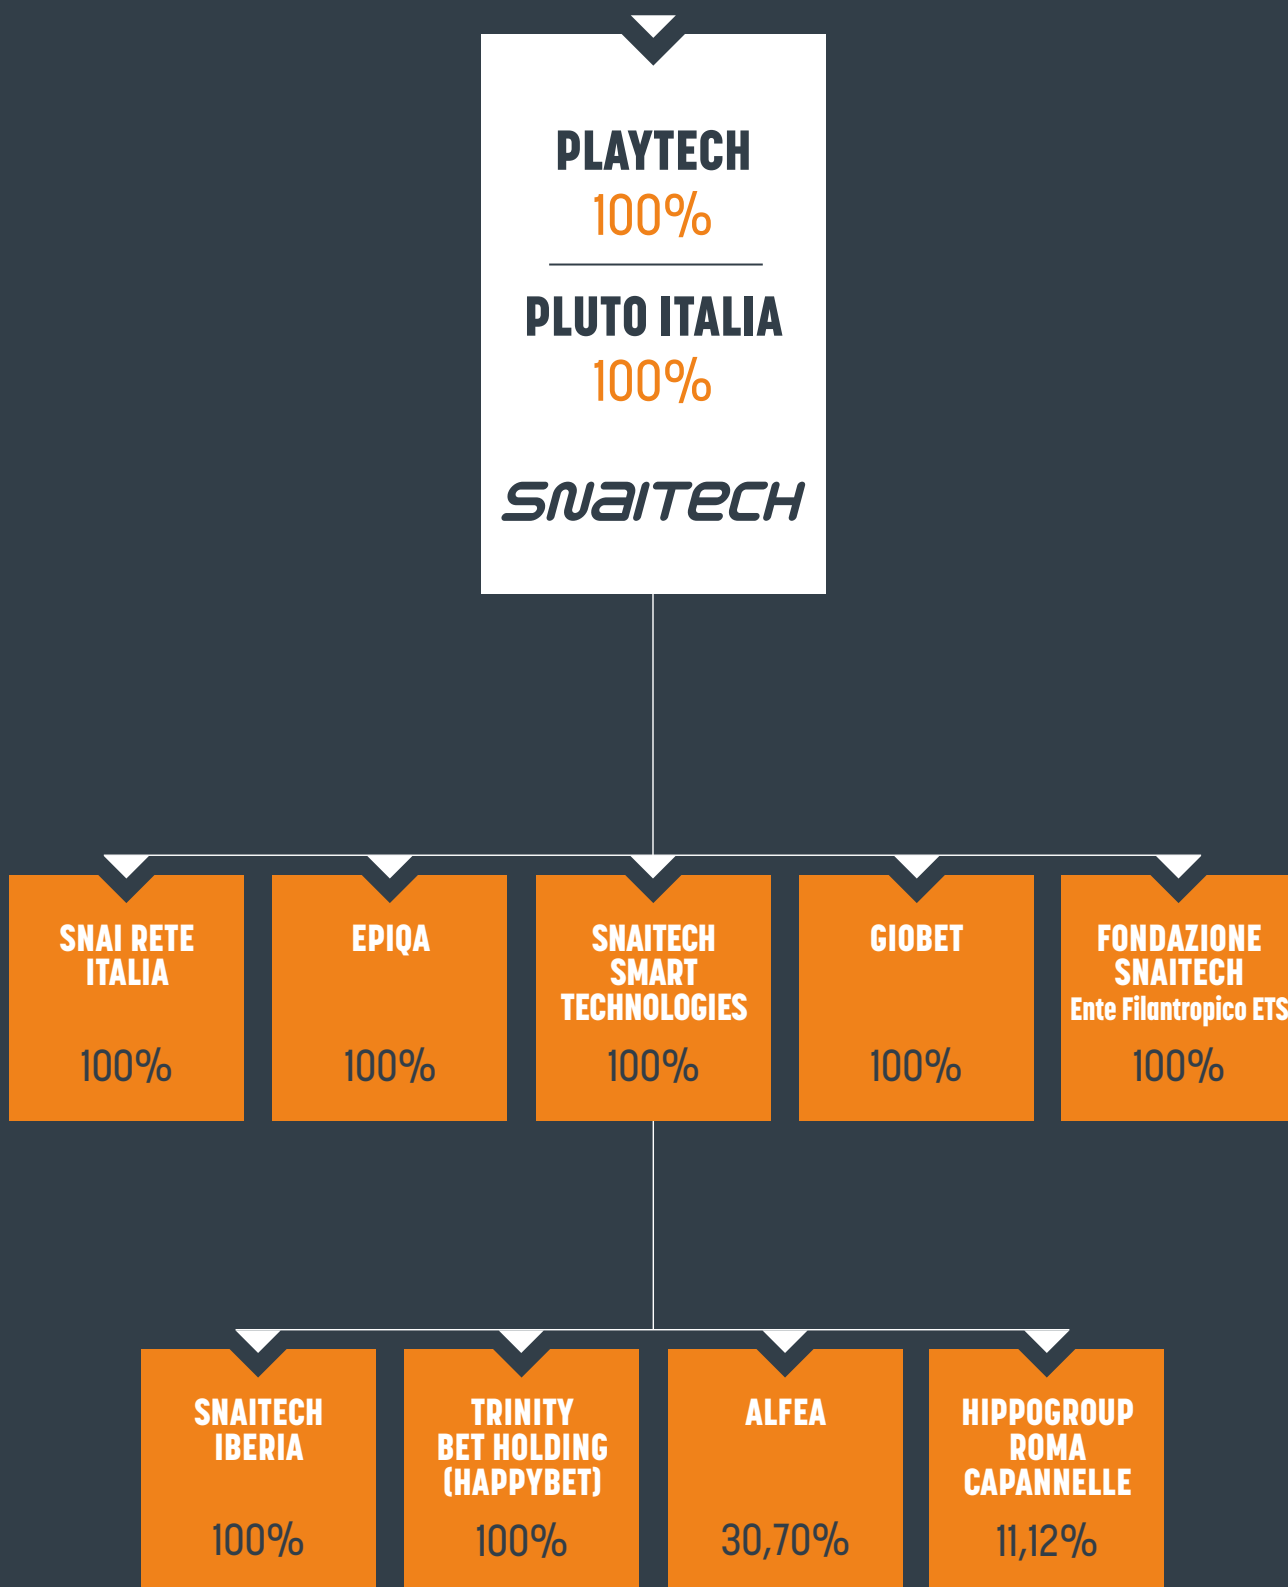 PLAYTECH
100%
PLUTO ITALIA
100%
SNAITECH
SNAI RETE
ITALIA
100%
EPIQA
100%
SNAITECH
SMART
TECHNOLOGIES
100%
GIOBET
100%
FONDAZIONE
SNAITECH
Ente Filantropico ETS
100%
SNAITECH
IBERIA
100%
TRINITY
BET HOLDING
(HAPPYBET)
100%
ALFEA
30,70%
HIPPOGROUP
ROMA
CAPANNELLE
11,12%